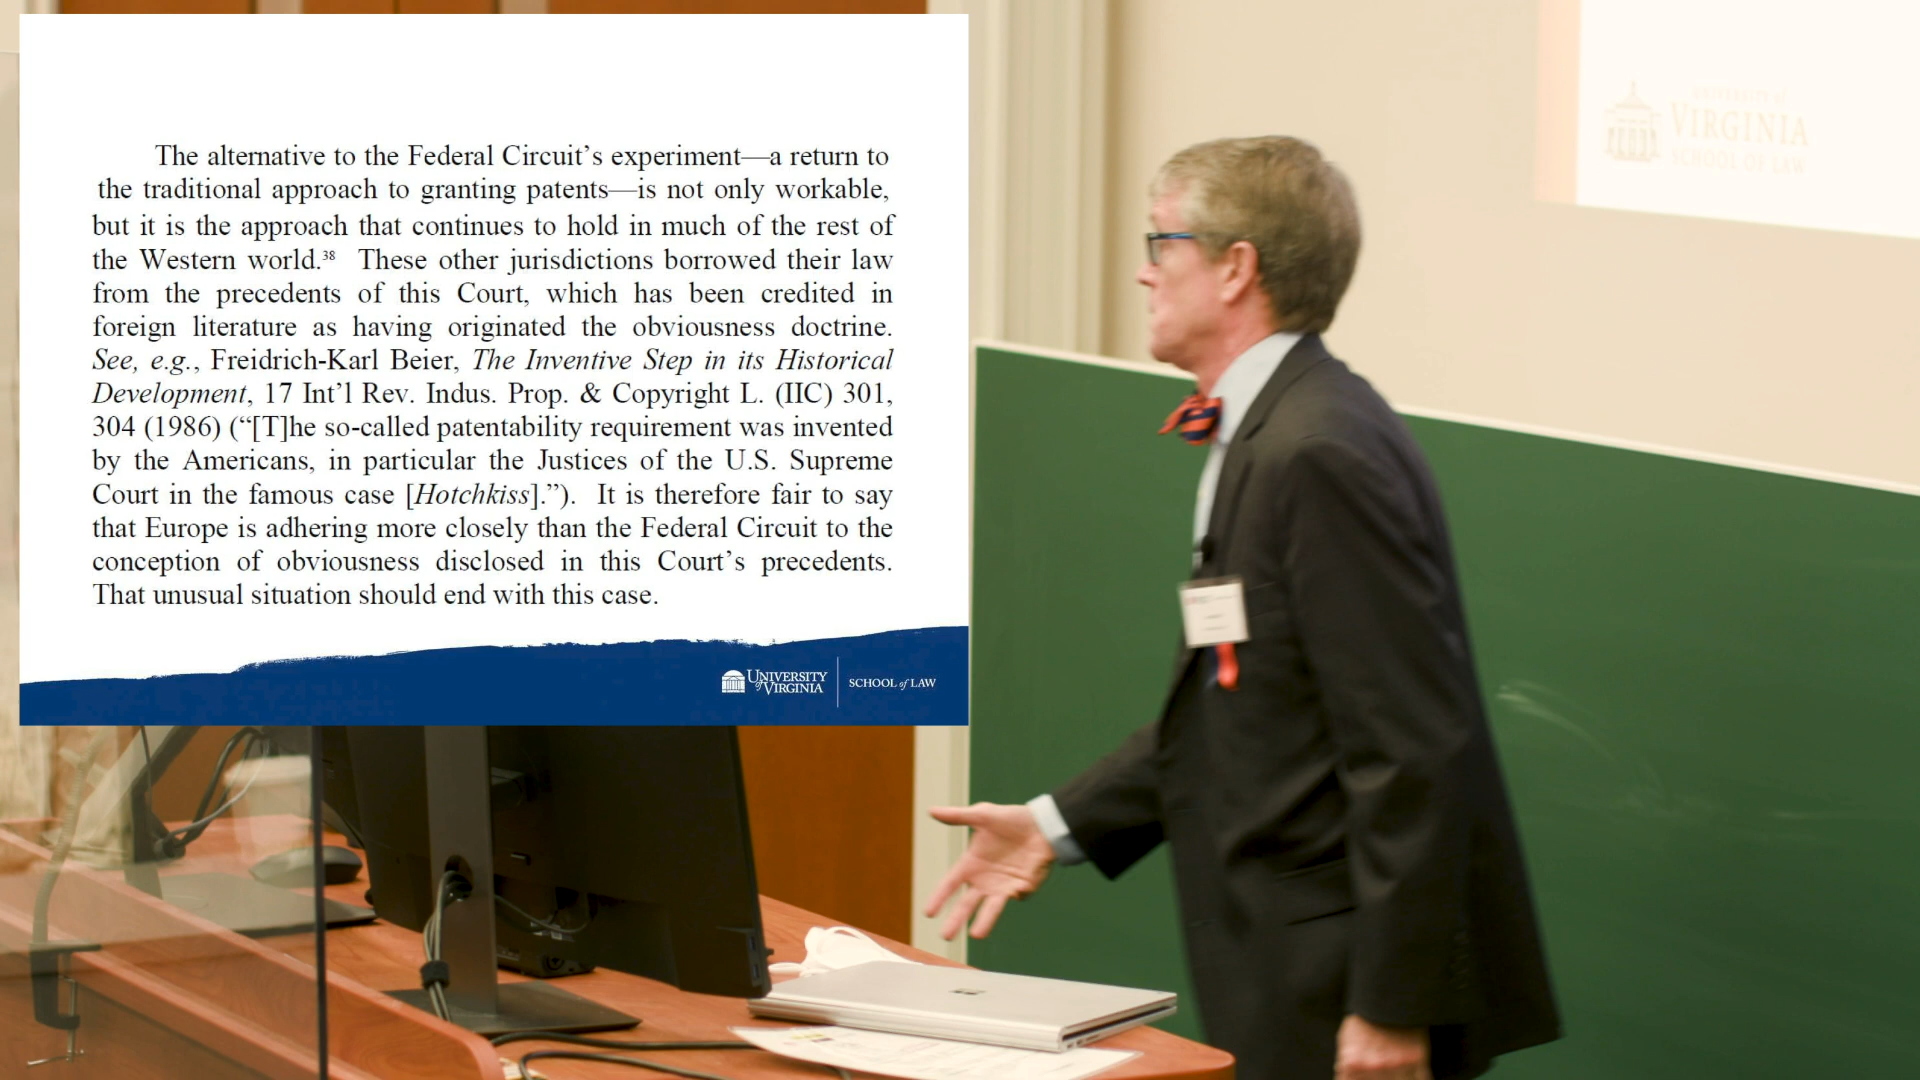 The alternative to the Federal Circuit’s experiment—a return to
the traditional approach to granting patents—is not only workable,
but it is the approach that continues to hold in much of the rest of
the Western world.³⁸ These other jurisdictions borrowed their law
from the precedents of this Court, which has been credited in
foreign literature as having originated the obviousness doctrine.
See, e.g., Freidrich-Karl Beier, The Inventive Step in its Historical
Development, 17 Int’l Rev. Indus. Prop. & Copyright L. (IIC) 301,
304 (1986) (“[T]he so-called patentability requirement was invented
by the Americans, in particular the Justices of the U.S. Supreme
Court in the famous case [Hotchkiss].”). It is therefore fair to say
that Europe is adhering more closely than the Federal Circuit to the
conception of obviousness disclosed in this Court’s precedents.
That unusual situation should end with this case.
UNIVERSITY of VIRGINIA
SCHOOL of LAW
UNIVERSITY of
VIRGINIA
SCHOOL OF LAW